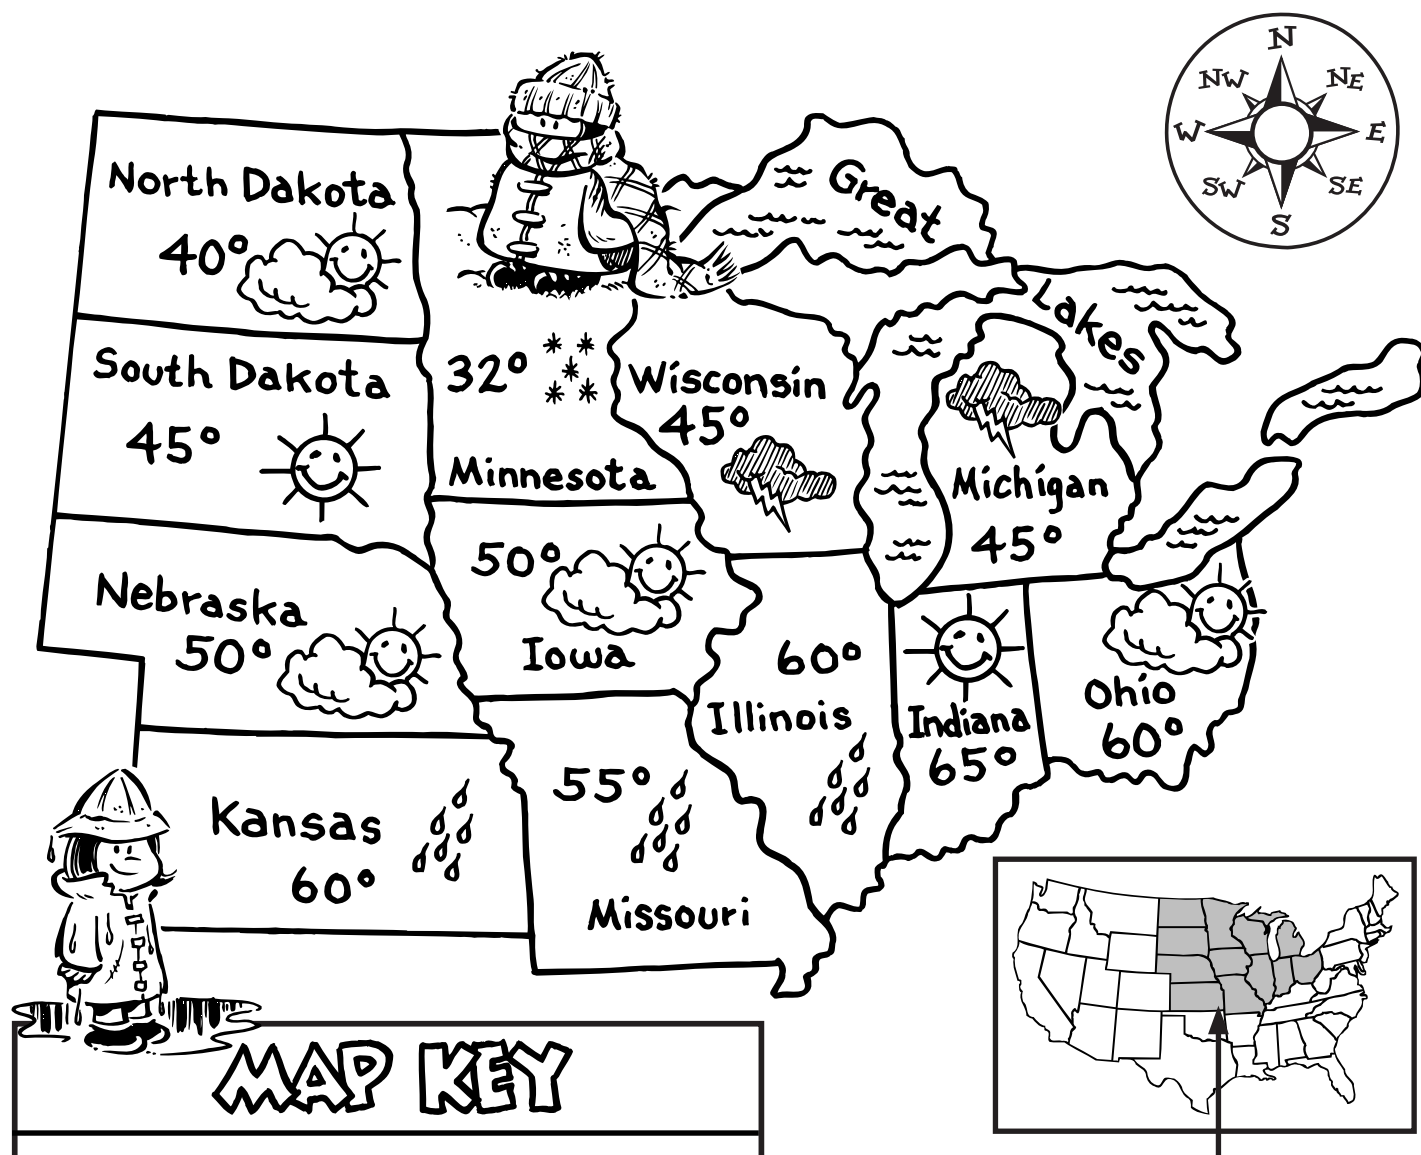 N
NW
NE
W
E
SW
SE
S
Great
Lakes
North Dakota
40°
South Dakota
45°
32°
Minnesota
Wisconsin
45°
Michigan
45°
Nebraska
50°
50°
Iowa
60°
Illinois
Indiana
65°
Ohio
60°
Kansas
60°
55°
Missouri
MAP KEY